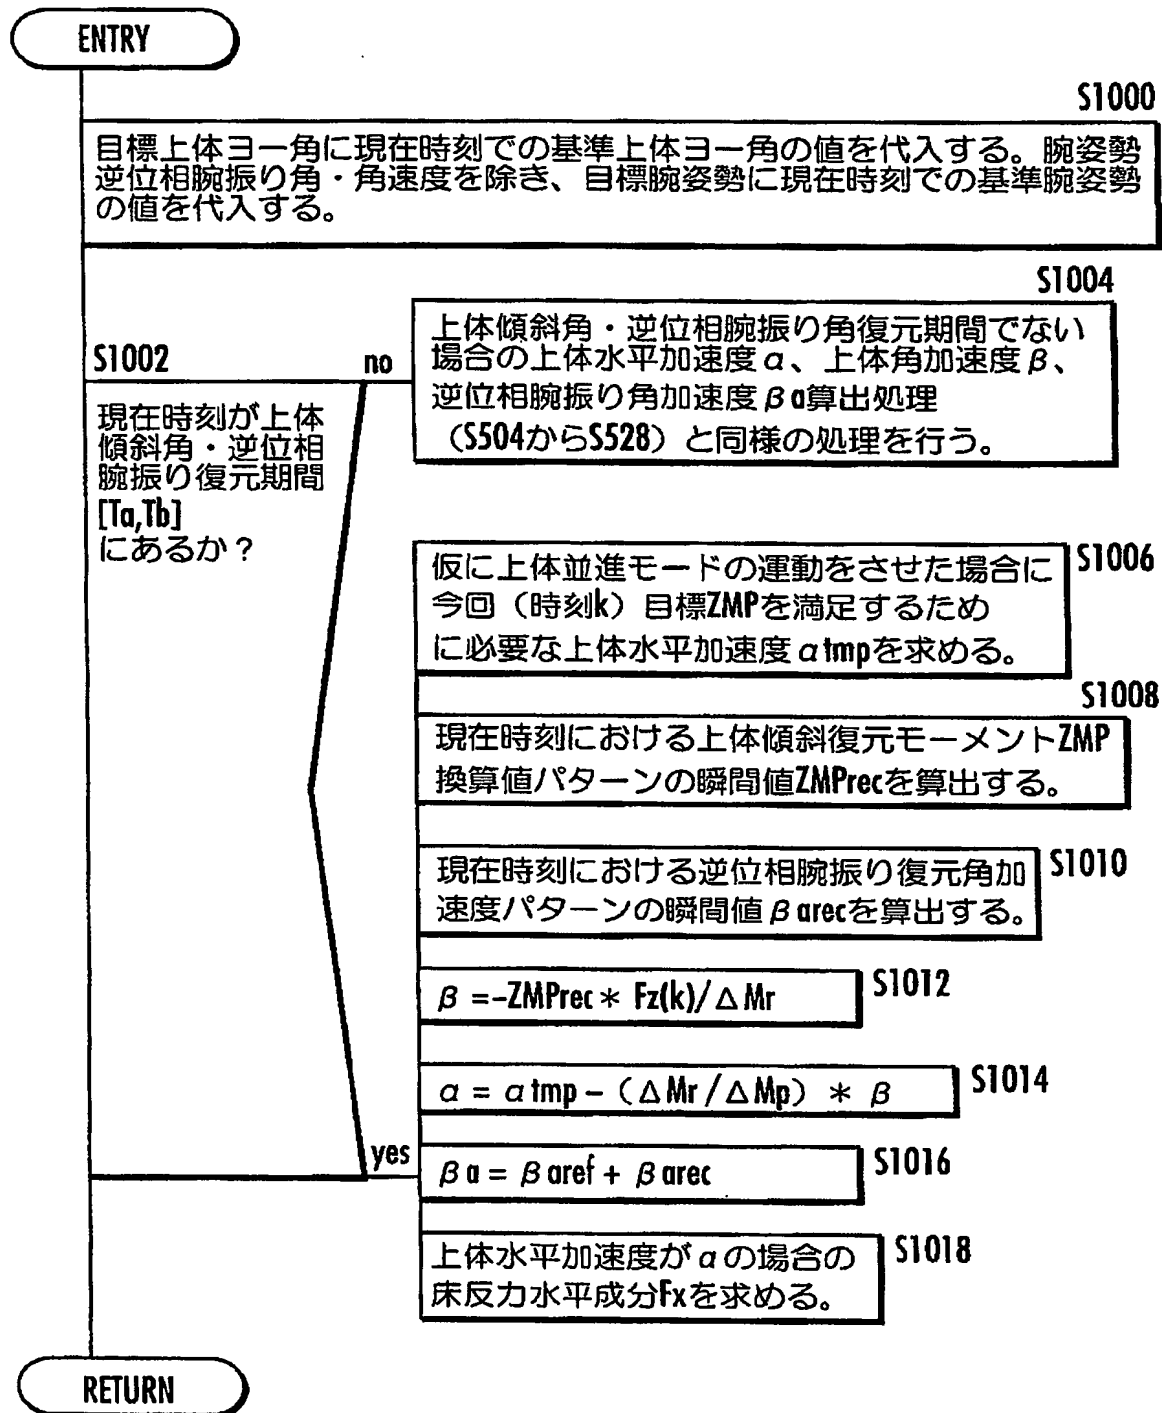 ENTRY
S1000
目標上体ヨー角に現在時刻での基準上体ヨー角の値を代入する。腕姿勢
逆位相腕振り角・角速度を除き、目標腕姿勢に現在時刻での基準腕姿勢
の値を代入する。
S1002
no
現在時刻が上体
傾斜角・逆位相
腕振り復元期間
[Ta,Tb]
にあるか？
S1004
上体傾斜角・逆位相腕振り角復元期間でない
場合の上体水平加速度α、上体角加速度β、
逆位相腕振り角加速度βa算出処理
（S504からS528）と同様の処理を行う。
S1006
仮に上体並進モードの運動をさせた場合に
今回（時刻k）目標ZMPを満足するため
に必要な上体水平加速度αtmpを求める。
S1008
現在時刻における上体傾斜復元モーメントZMP
換算値パターンの瞬間値ZMPrecを算出する。
S1010
現在時刻における逆位相腕振り復元角加
速度パターンの瞬間値βarecを算出する。
S1012
β=-ZMPrec＊Fz(k)/ΔMr
S1014
α=αtmp−（ΔMr/ΔMp）＊β
yes
S1016
βa=βaref+βarec
S1018
上体水平加速度がαの場合の
床反力水平成分Fxを求める。
RETURN